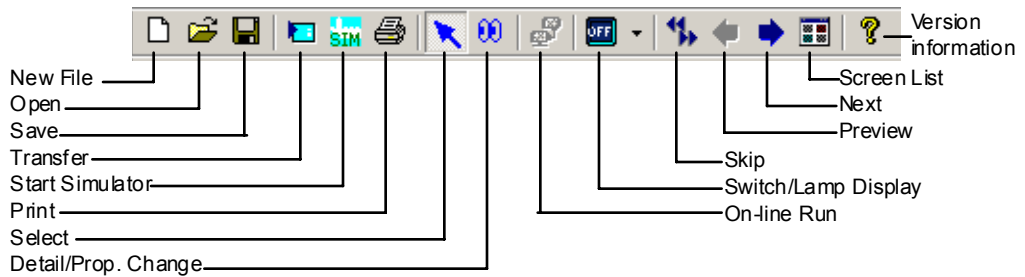 SIM
OFF
Version
information
New File
Open
Save
Transfer
Start Simulator
Print
Select
Detail/Prop. Change
Screen List
Next
Preview
Skip
Switch/Lamp Display
On-line Run